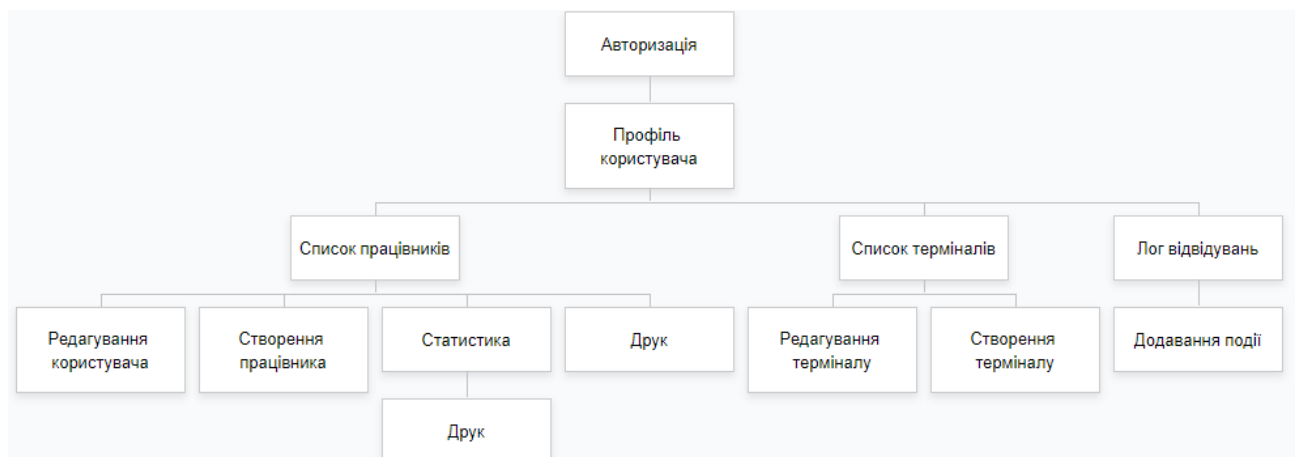 Авторизація
Профіль
користувача
Список працівників
Список терміналів
Лог відвідувань
Редагування
користувача
Створення
працівника
Статистика
Друк
Редагування
терміналу
Створення
терміналу
Додавання події
Друк